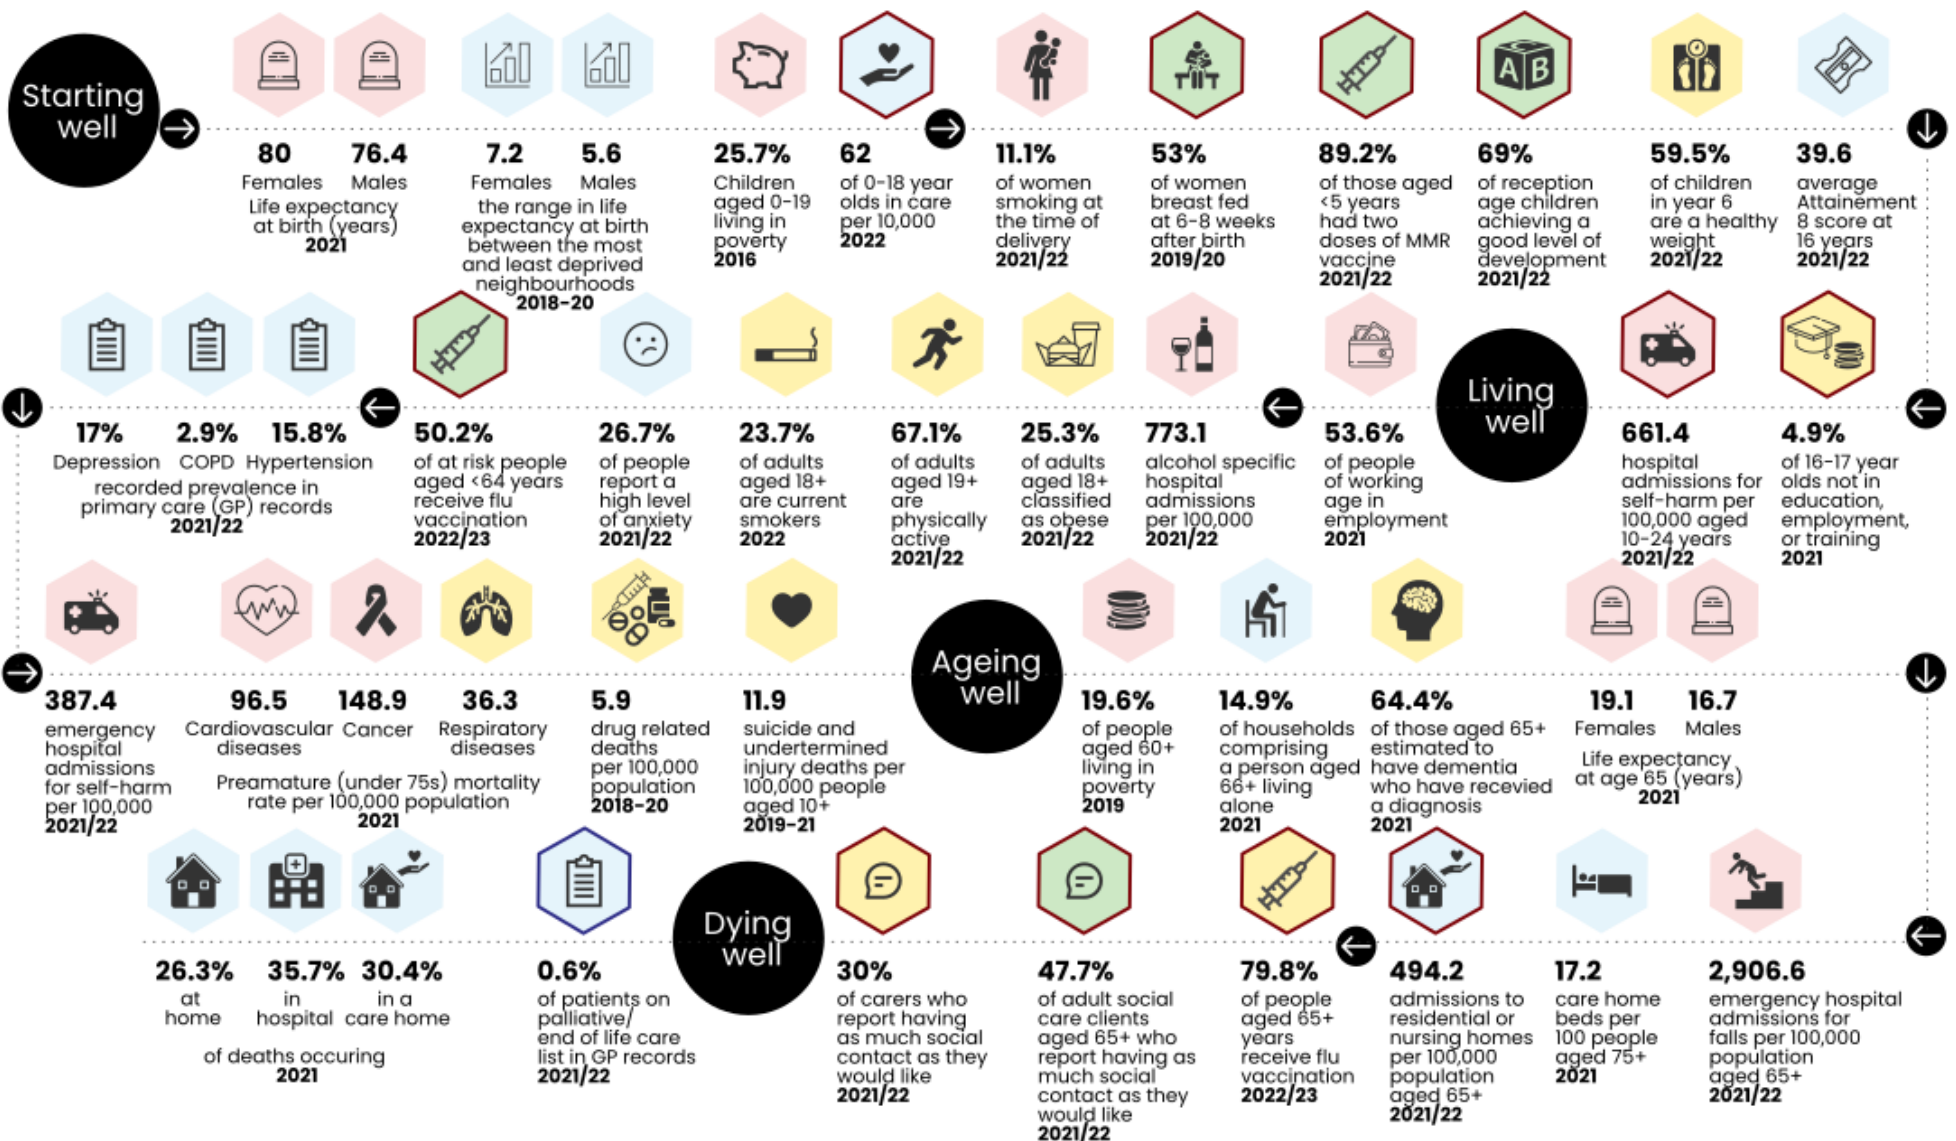 Starting
well
80
Females
76.4
Males
Life expectancy
at birth (years)
2021
7.2
Females
5.6
Males
the range in life
expectancy at birth
between the most
and least deprived
neighbourhoods
2018-20
25.7%
Children
aged 0-19
living in
poverty
2016
62
of 0-18 year
olds in care
per 10,000
2022
11.1%
of women
smoking at
the time of
delivery
2021/22
53%
of women
breast fed
at 6-8 weeks
after birth
2019/20
89.2%
of those aged
<5 years
had two
doses of MMR
vaccine
2021/22
A B
69%
of reception
age children
achieving a
good level of
development
2021/22
59.5%
of children
in year 6
are a healthy
weight
2021/22
39.6
average
Attainement
8 score at
16 years
2021/22
4.9%
of 16-17 year
olds not in
education,
employment,
or training
2021
661.4
hospital
admissions for
self-harm per
100,000 aged
10-24 years
2021/22
Living
well
53.6%
of people
of working
age in
employment
2021
773.1
alcohol specific
hospital
admissions
per 100,000
2021/22
25.3%
of adults
aged 18+
classified
as obese
2021/22
67.1%
of adults
aged 19+
are
physically
active
2021/22
23.7%
of adults
aged 18+
are current
smokers
2022
26.7%
of people
report a
high level
of anxiety
2021/22
50.2%
of at risk people
aged <64 years
receive flu
vaccination
2022/23
17%
Depression
2.9%
COPD
15.8%
Hypertension
recorded prevalence in
primary care (GP) records
2021/22
387.4
emergency
hospital
admissions
for self-harm
per 100,000
2021/22
96.5
Cardiovascular
diseases
148.9
Cancer
36.3
Respiratory
diseases
Preamature (under 75s) mortality
rate per 100,000 population
2021
5.9
drug related
deaths
per 100,000
population
2018-20
11.9
suicide and
undertermined
injury deaths per
100,000 people
aged 10+
2019-21
Ageing
well
19.6%
of people
aged 60+
living in
poverty
2019
14.9%
of households
comprising
a person aged
66+ living
alone
2021
64.4%
of those aged 65+
estimated to
have dementia
who have recevied
a diagnosis
2021
19.1
Females
16.7
Males
Life expectancy
at age 65 (years)
2021
2,906.6
emergency hospital
admissions for
falls per 100,000
population
aged 65+
2021/22
17.2
care home
beds per
100 people
aged 75+
2021
494.2
admissions to
residential or
nursing homes
per 100,000
population
aged 65+
2021/22
79.8%
of people
aged 65+
years
receive flu
vaccination
2022/23
47.7%
of adult social
care clients
aged 65+ who
report having as
much social
contact as they
would like
2021/22
30%
of carers who
report having
as much social
contact as they
would like
2021/22
Dying
well
0.6%
of patients on
palliative/
end of life care
list in GP records
2021/22
26.3%
at
home
35.7%
in
hospital
30.4%
in a
care home
of deaths occuring
2021